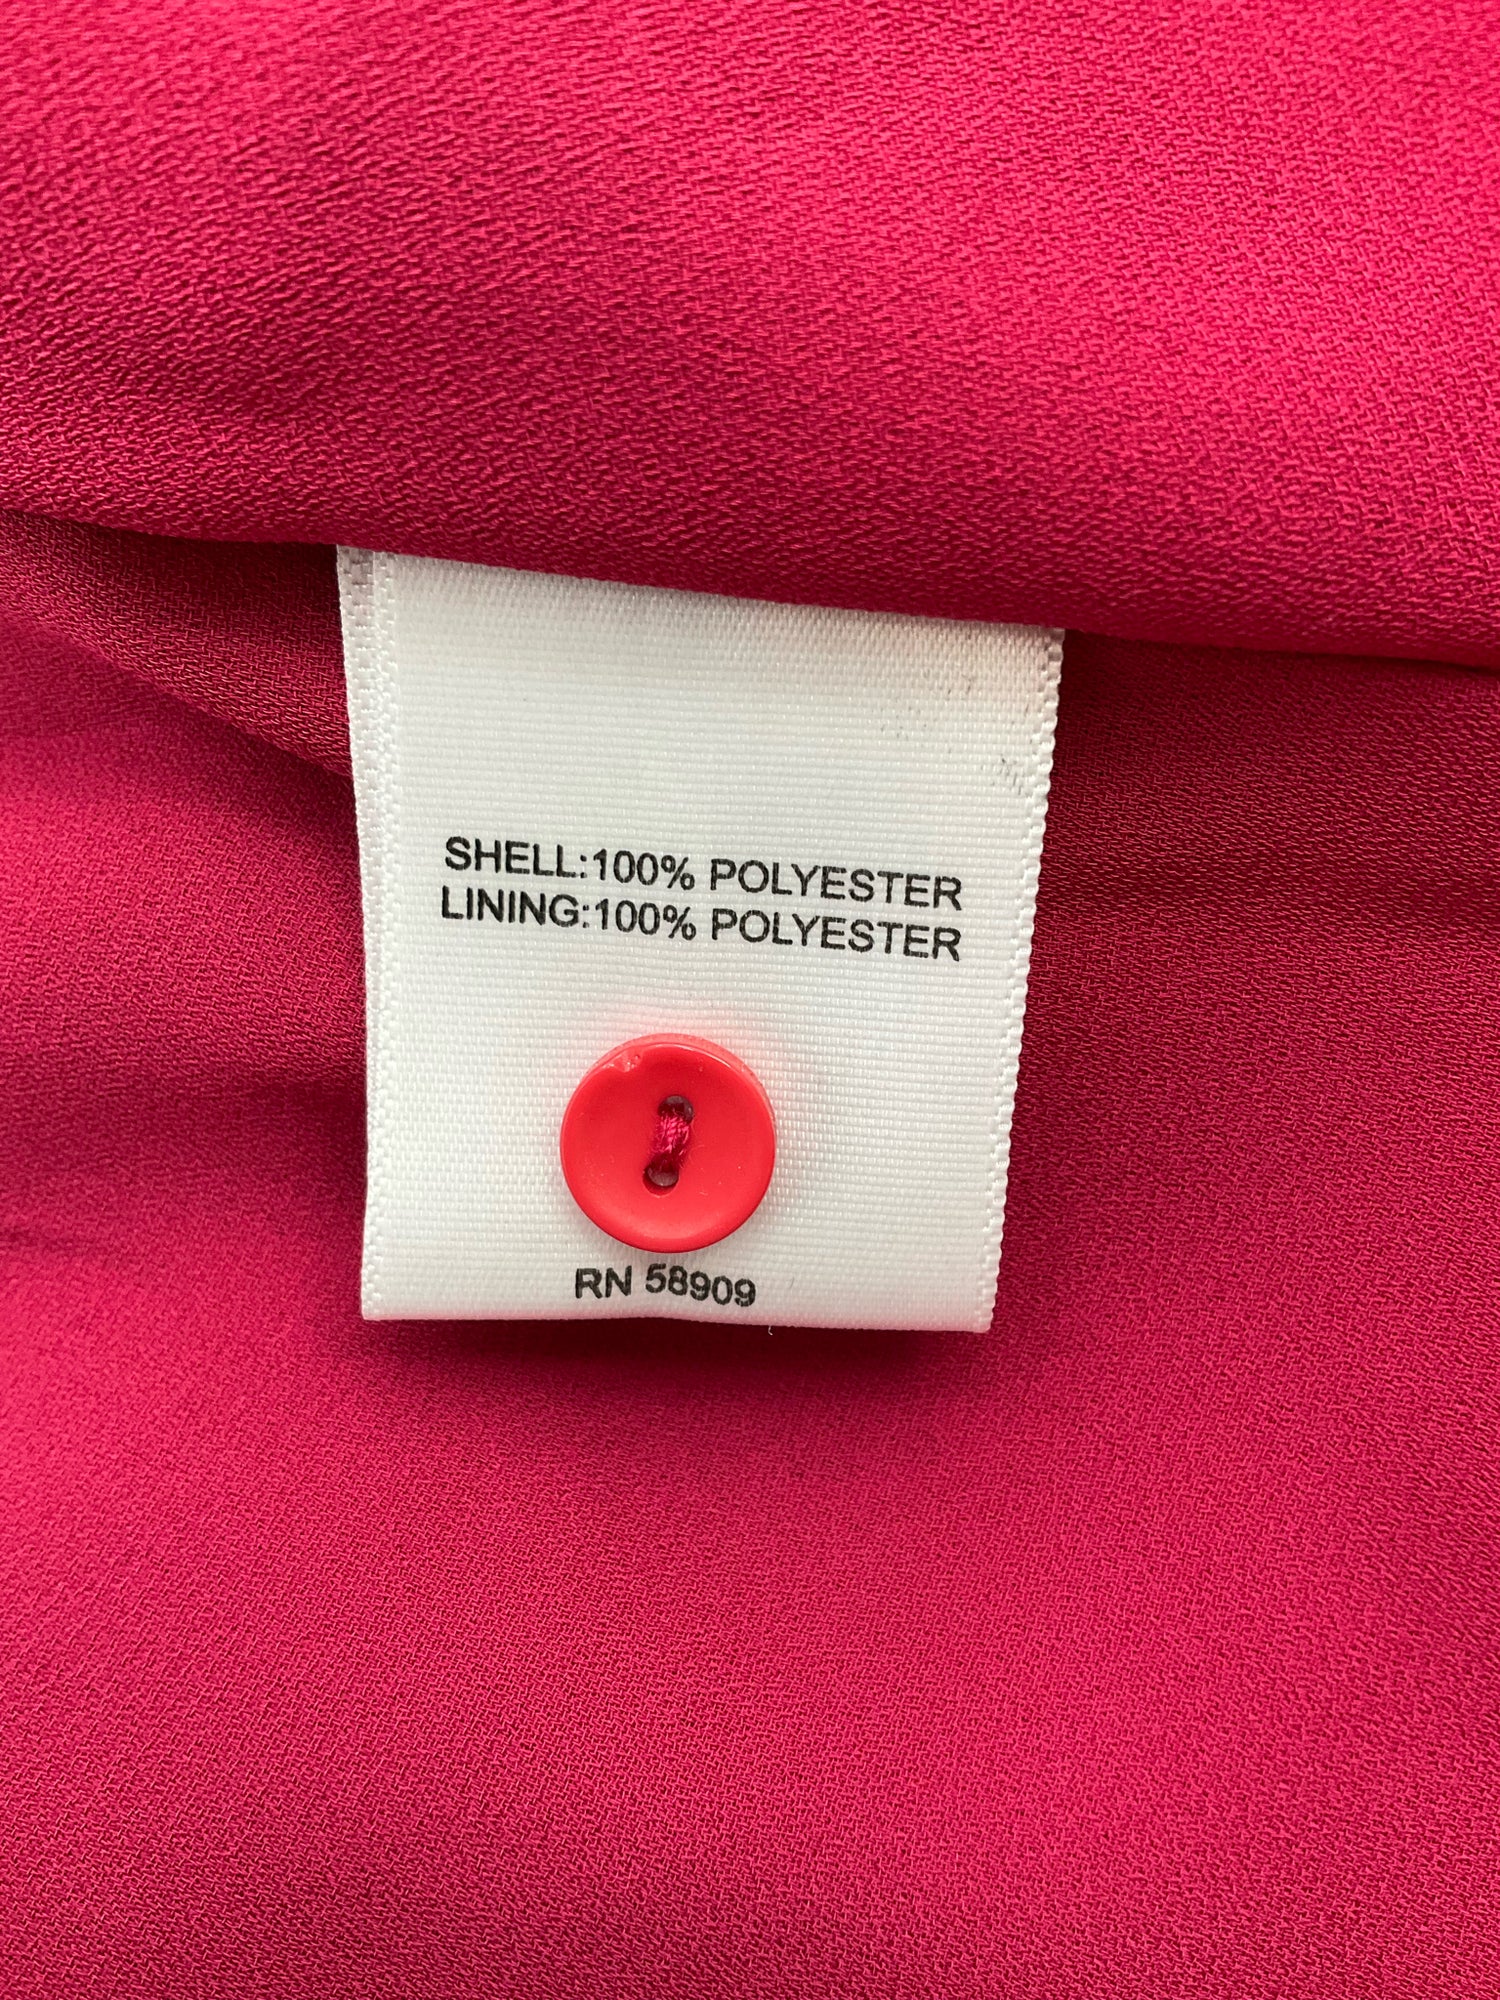 SHELL:100% POLYESTER
LINING:100% POLYESTER
RN 58909